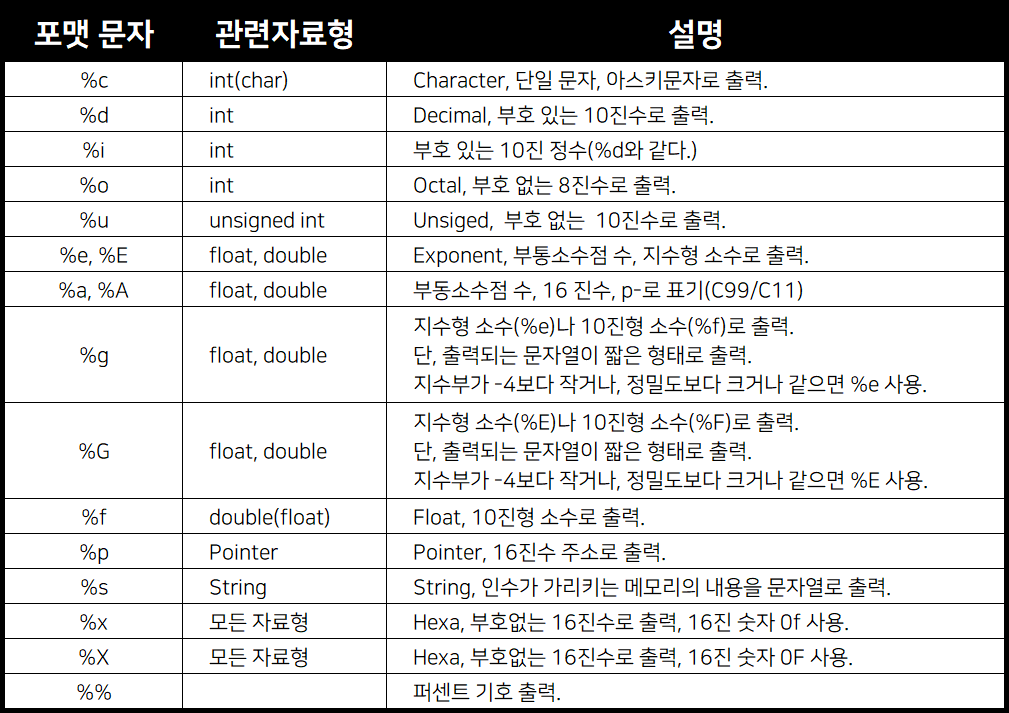 포맷 문자 관련자료형 설명
%c int(char) Character, 단일 문자, 아스키문자로 출력.
%d int Decimal, 부호 있는 10진수로 출력.
%i int 부호 있는 10진 정수(%d와 같다.)
%o int Octal, 부호 없는 8진수로 출력.
%u unsigned int Unsiged, 부호 없는 10진수로 출력.
%e, %E float, double Exponent, 부통소수점 수, 지수형 소수로 출력.
%a, %A float, double 부동소수점 수, 16 진수, p-로 표기(C99/C11)
%g float, double 지수형 소수(%e)나 10진형 소수(%f)로 출력.
단, 출력되는 문자열이 짧은 형태로 출력.
지수부가 -4보다 작거나, 정밀도보다 크거나 같으면 %e 사용.
%G float, double 지수형 소수(%E)나 10진형 소수(%F)로 출력.
단, 출력되는 문자열이 짧은 형태로 출력.
지수부가 -4보다 작거나, 정밀도보다 크거나 같으면 %E 사용.
%f double(float) Float, 10진형 소수로 출력.
%p Pointer Pointer, 16진수 주소로 출력.
%s String String, 인수가 가리키는 메모리의 내용을 문자열로 출력.
%x 모든 자료형 Hexa, 부호없는 16진수로 출력, 16진 숫자 0f 사용.
%X 모든 자료형 Hexa, 부호없는 16진수로 출력, 16진 숫자 0F 사용.
%% 퍼센트 기호 출력.